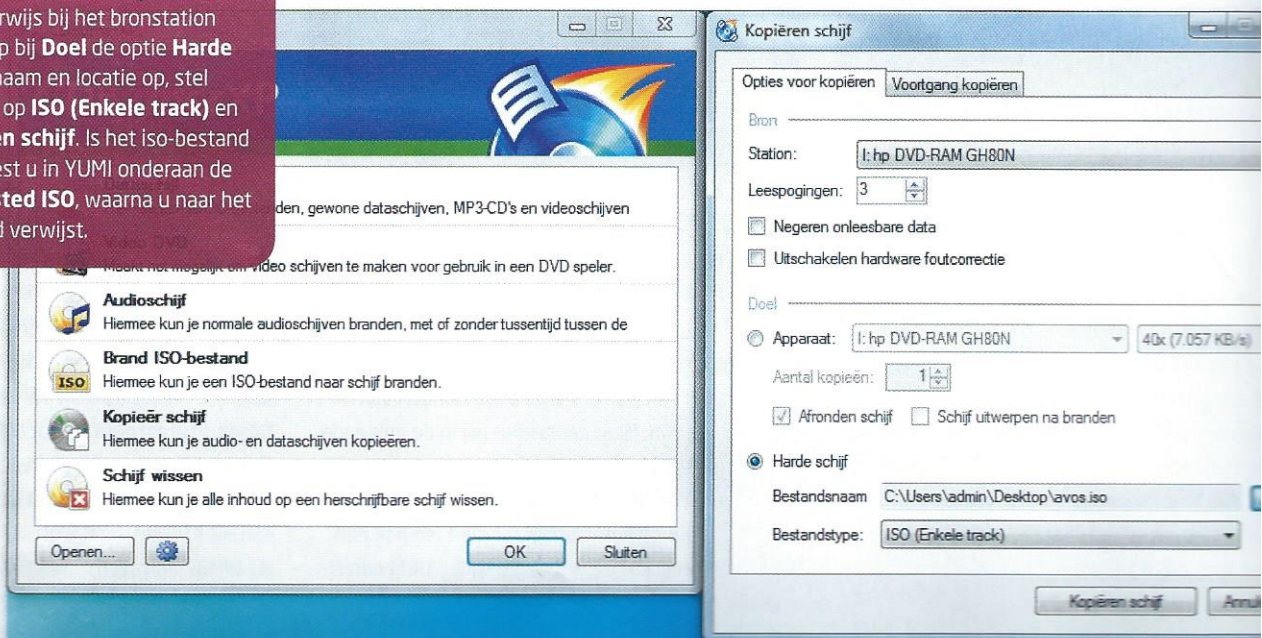 rwijs bij het bronstation
p bij Doel de optie Harde
naam en locatie op, stel
op ISO (Enkele track) en
en schijf. Is het iso-bestand
est u in YUMI onderaan de
sted ISO, waarna u naar het
d verwijst.
den, gewone dataschijven, MP3-CD's en videoschijven
video schijven te maken voor gebruik in een DVD speler.
Audioschijf
Hiermee kun je normale audioschijven branden, met of zonder tussentijd tussen de
Brand ISO-bestand
ISO
Hiermee kun je een ISO-bestand naar schijf branden.
Kopieër schijf
Hiermee kun je audio- en dataschijven kopieëren.
Schijf wissen
Hiermee kun je alle inhoud op een herschrijfbare schijf wissen.
Openen...
OK
Sluiten
Kopiëren schijf
Opties voor kopiëren
Voortgang kopiëren
Bron
Station: I: hp DVD-RAM GH80N
Leespogingen: 3
Negeren onleesbare data
Uitschakelen hardware foutcorrectie
Doel
Apparaat: I: hp DVD-RAM GH80N 40x (7.057 KB/s)
Aantal kopieën: 1
Afronden schijf Schijf uitwerpen na branden
Harde schijf
Bestandsnaam C:\Users\admin\Desktop\avos.iso
Bestandstype: ISO (Enkele track)
Kopiëren schijf
Annul